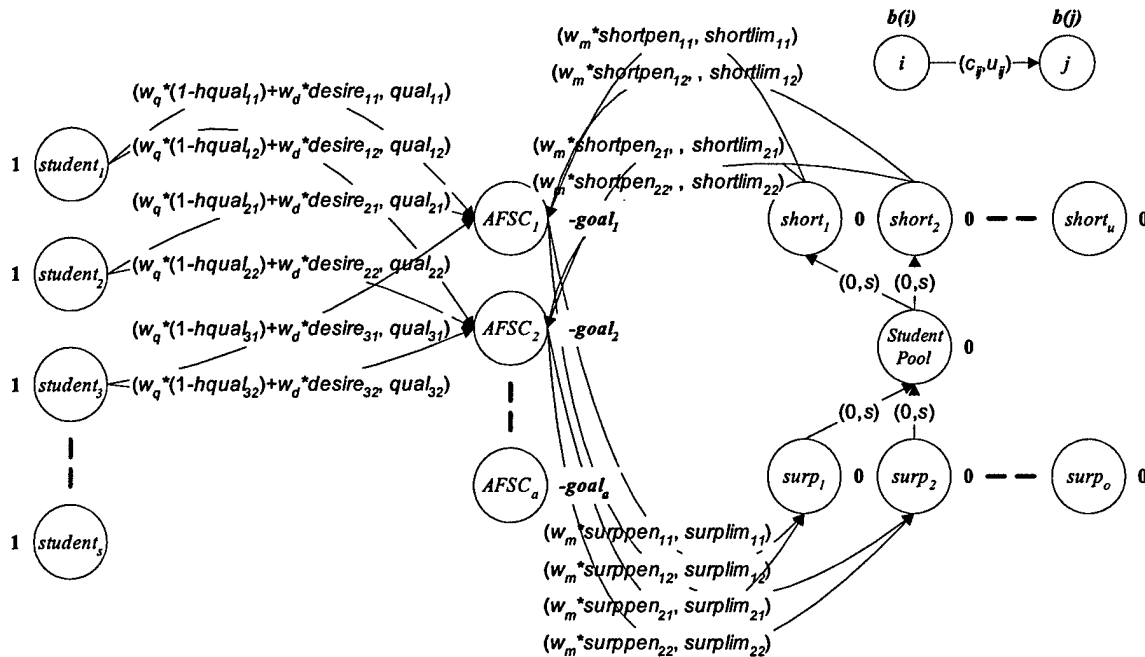 b(i) b(j)
i (c_ij, u_ij) j
(w_m*shortpen_11, shortlim_11)
(w_m*shortpen_12, , shortlim_12)
(w_m*shortpen_21, , shortlim_21)
(w_m*shortpen_22, , shortlim_22)
(w_q*(1-hqual_11)+w_d*desire_11, qual_11)
(w_q*(1-hqual_12)+w_d*desire_12, qual_12)
(w_q*(1-hqual_21)+w_d*desire_21, qual_21)
(w_q*(1-hqual_22)+w_d*desire_22, qual_22)
(w_q*(1-hqual_31)+w_d*desire_31, qual_31)
(w_q*(1-hqual_32)+w_d*desire_32, qual_32)
1 student_1
1 student_2
1 student_3
1 student_s
AFSC_1 -goal_1
AFSC_2 -goal_2
AFSC_a -goal_a
short_1 0 short_2 0 short_u 0
(0,s) (0,s)
Student
Pool 0
(0,s) (0,s)
surp_1 0 surp_2 0 surp_o 0
(w_m*surppen_11, surplim_11)
(w_m*surppen_12, surplim_12)
(w_m*surppen_21, surplim_21)
(w_m*surppen_22, surplim_22)